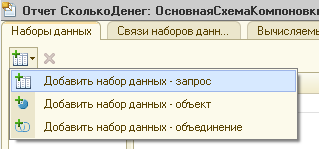 Отчет СколькоДенег: ОсновнаяСхемаКомпоновки
Наборы данных Связи наборов данн... Вычисляемы
Добавить набор данных - запрос
Добавить набор данных - объект
Добавить набор данных - объединение